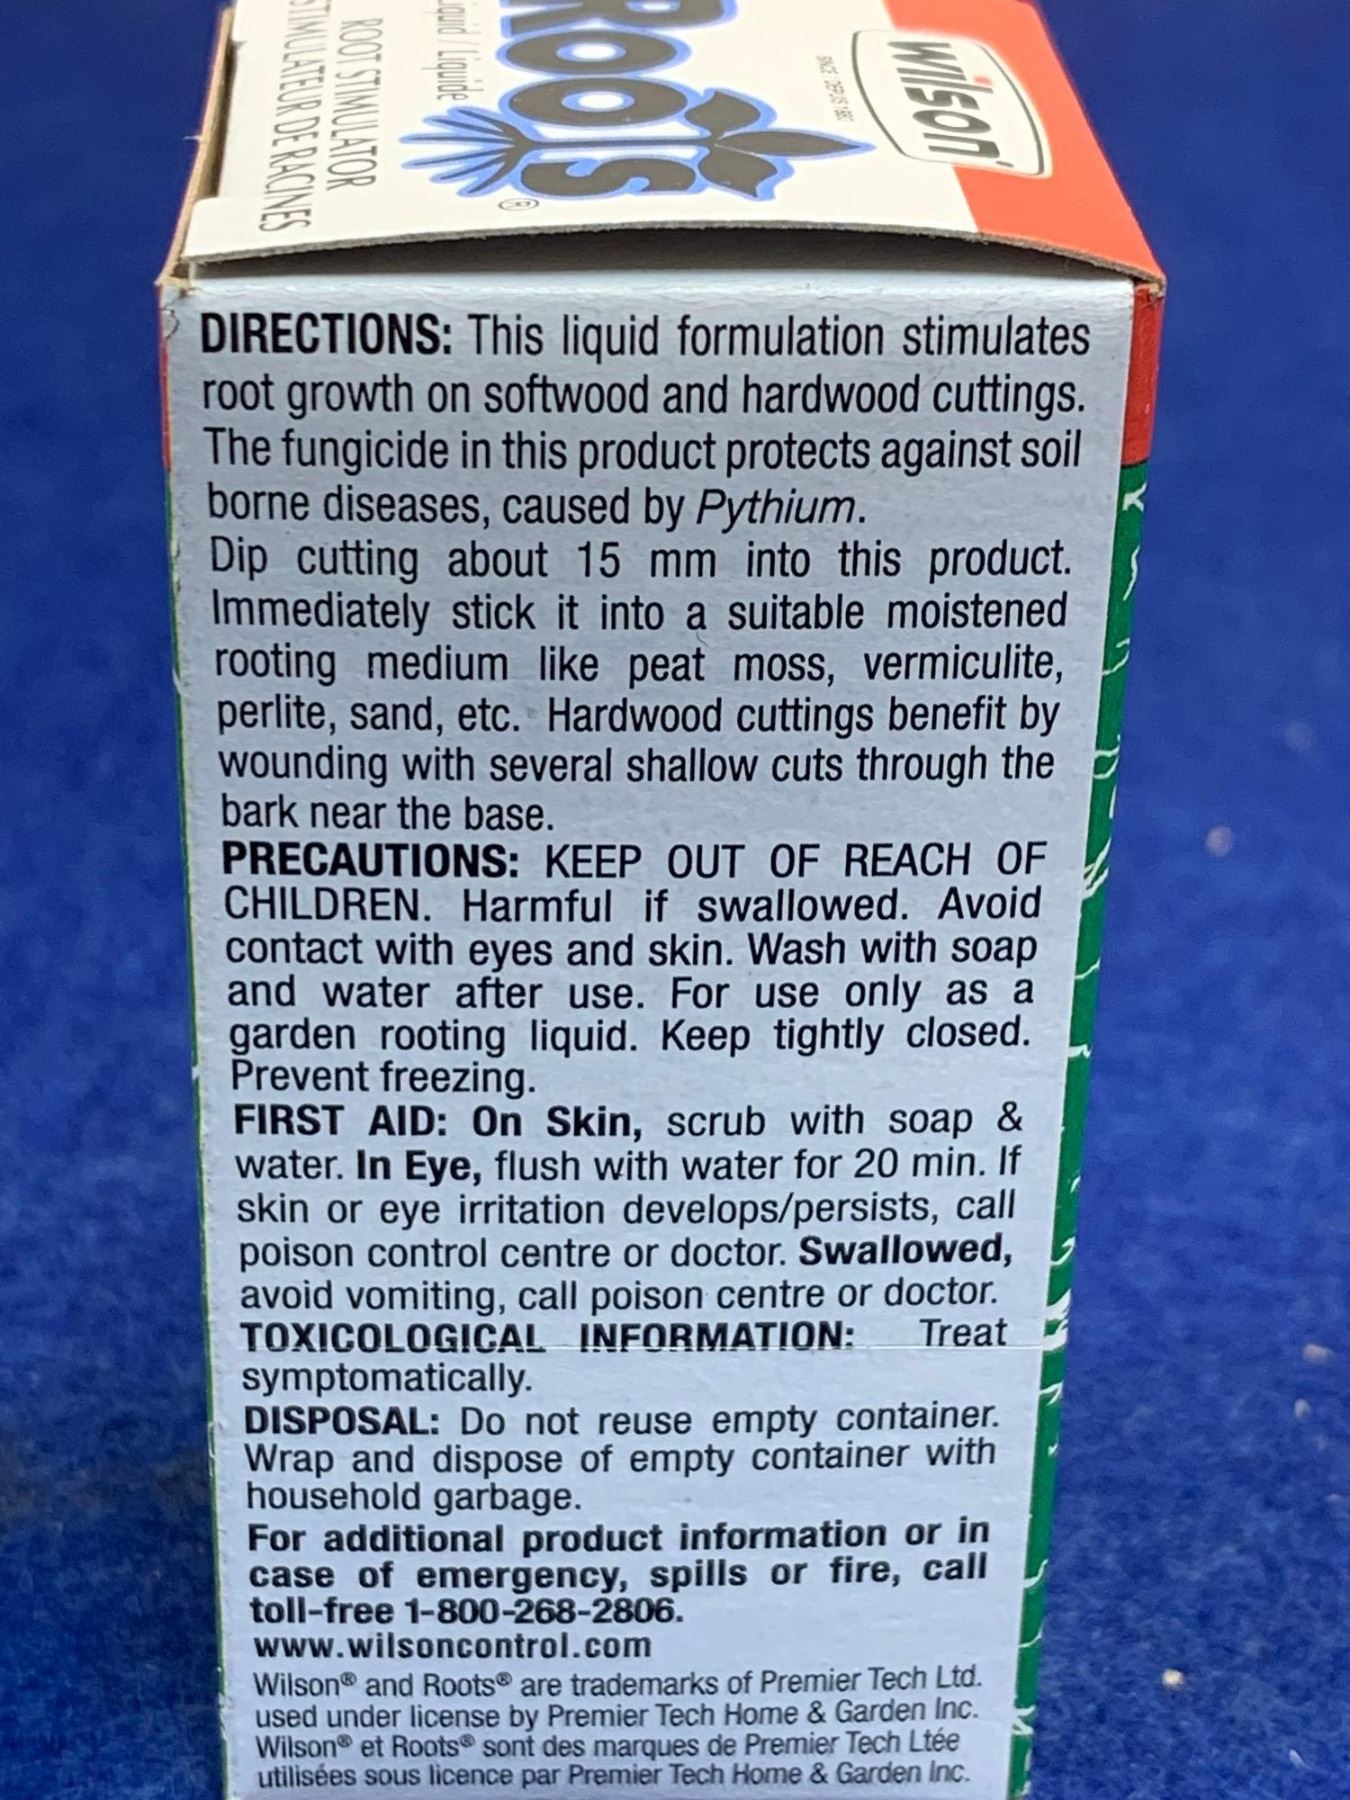 Wilson
SINCE · DEPUIS 1880
ROOTS®
Liquid / Liquide
ROOT STIMULATOR
STIMULATEUR DE RACINES
DIRECTIONS: This liquid formulation stimulates
root growth on softwood and hardwood cuttings.
The fungicide in this product protects against soil
borne diseases, caused by Pythium.
Dip cutting about 15 mm into this product.
Immediately stick it into a suitable moistened
rooting medium like peat moss, vermiculite,
perlite, sand, etc. Hardwood cuttings benefit by
wounding with several shallow cuts through the
bark near the base.
PRECAUTIONS: KEEP OUT OF REACH OF
CHILDREN. Harmful if swallowed. Avoid
contact with eyes and skin. Wash with soap
and water after use. For use only as a
garden rooting liquid. Keep tightly closed.
Prevent freezing.
FIRST AID: On Skin, scrub with soap &
water. In Eye, flush with water for 20 min. If
skin or eye irritation develops/persists, call
poison control centre or doctor. Swallowed,
avoid vomiting, call poison centre or doctor.
TOXICOLOGICAL INFORMATION: Treat
symptomatically.
DISPOSAL: Do not reuse empty container.
Wrap and dispose of empty container with
household garbage.
For additional product information or in
case of emergency, spills or fire, call
toll-free 1-800-268-2806.
www.wilsoncontrol.com
Wilson® and Roots® are trademarks of Premier Tech Ltd.
used under license by Premier Tech Home & Garden Inc.
Wilson® et Roots® sont des marques de Premier Tech Ltée
utilisées sous licence par Premier Tech Home & Garden Inc.